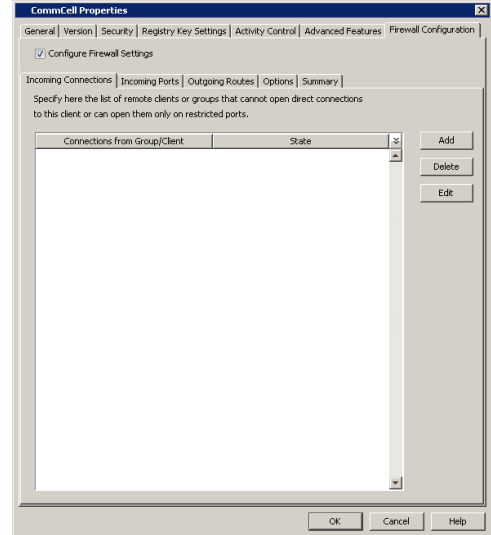 CommCell Properties
General Version Security Registry Key Settings Activity Control Advanced Features Firewall Configuration
Configure Firewall Settings
Incoming Connections Incoming Ports Outgoing Routes Options Summary
Specify here the list of remote clients or groups that cannot open direct connections
to this client or can open them only on restricted ports.
Connections from Group/Client State
Add
Delete
Edit
OK Cancel Help